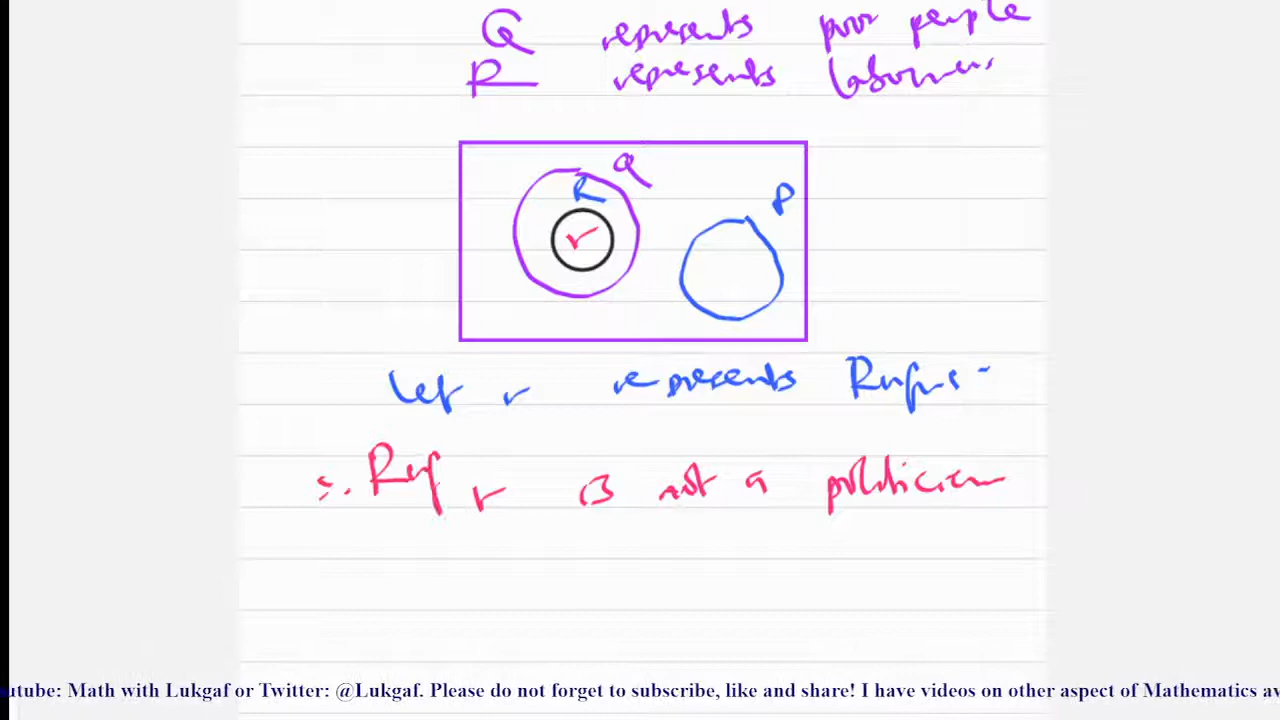 Q represents poor people
R represents labourers
Q
R
P
r
Let r represents Rufus.
∴ Ruf r is not a politician
utube: Math with Lukgaf or Twitter: @Lukgaf. Please do not forget to subscribe, like and share! I have videos on other aspect of Mathematics av